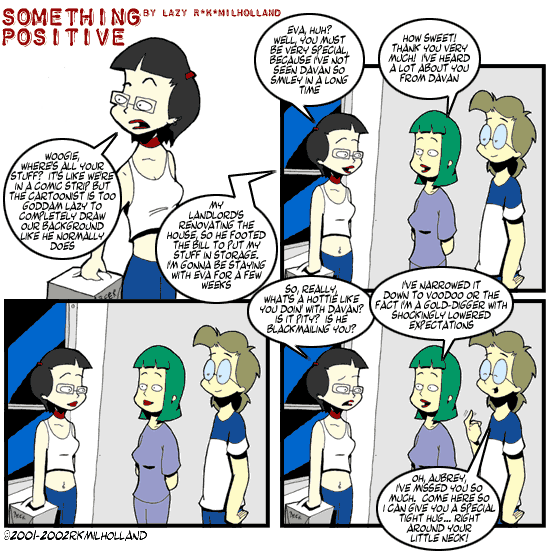 SOMETHING
POSITIVE
BY LAZY R*K*MILHOLLAND
WOOGIE,
WHERE'S ALL YOUR
STUFF? IT'S LIKE WE'RE
IN A COMIC STRIP BUT
THE CARTOONIST IS TOO
GODDAM LAZY TO
COMPLETELY DRAW
OUR BACKGROUND
LIKE HE NORMALLY
DOES
MY
LANDLORD'S
RENOVATING THE
HOUSE, SO HE FOOTED
THE BILL TO PUT MY
STUFF IN STORAGE.
I'M GONNA BE STAYING
WITH EVA FOR A FEW
WEEKS
EVA, HUH?
WELL, YOU MUST
BE VERY SPECIAL,
BECAUSE I'VE NOT
SEEN DAVAN SO
SMILEY IN A LONG
TIME
HOW SWEET!
THANK YOU VERY
MUCH! I'VE HEARD
A LOT ABOUT YOU
FROM DAVAN
SO, REALLY,
WHAT'S A HOTTIE LIKE
YOU DOIN' WITH DAVAN?
IS IT PITY? IS HE
BLACKMAILING YOU?
I'VE NARROWED IT
DOWN TO VOODOO OR THE
FACT I'M A GOLD-DIGGER WITH
SHOCKINGLY LOWERED
EXPECTATIONS
OH, AUBREY,
I'VE MISSED YOU SO
MUCH. COME HERE SO
I CAN GIVE YOU A SPECIAL
TIGHT HUG... RIGHT
AROUND YOUR
LITTLE NECK!
©2001-2002RKMILHOLLAND